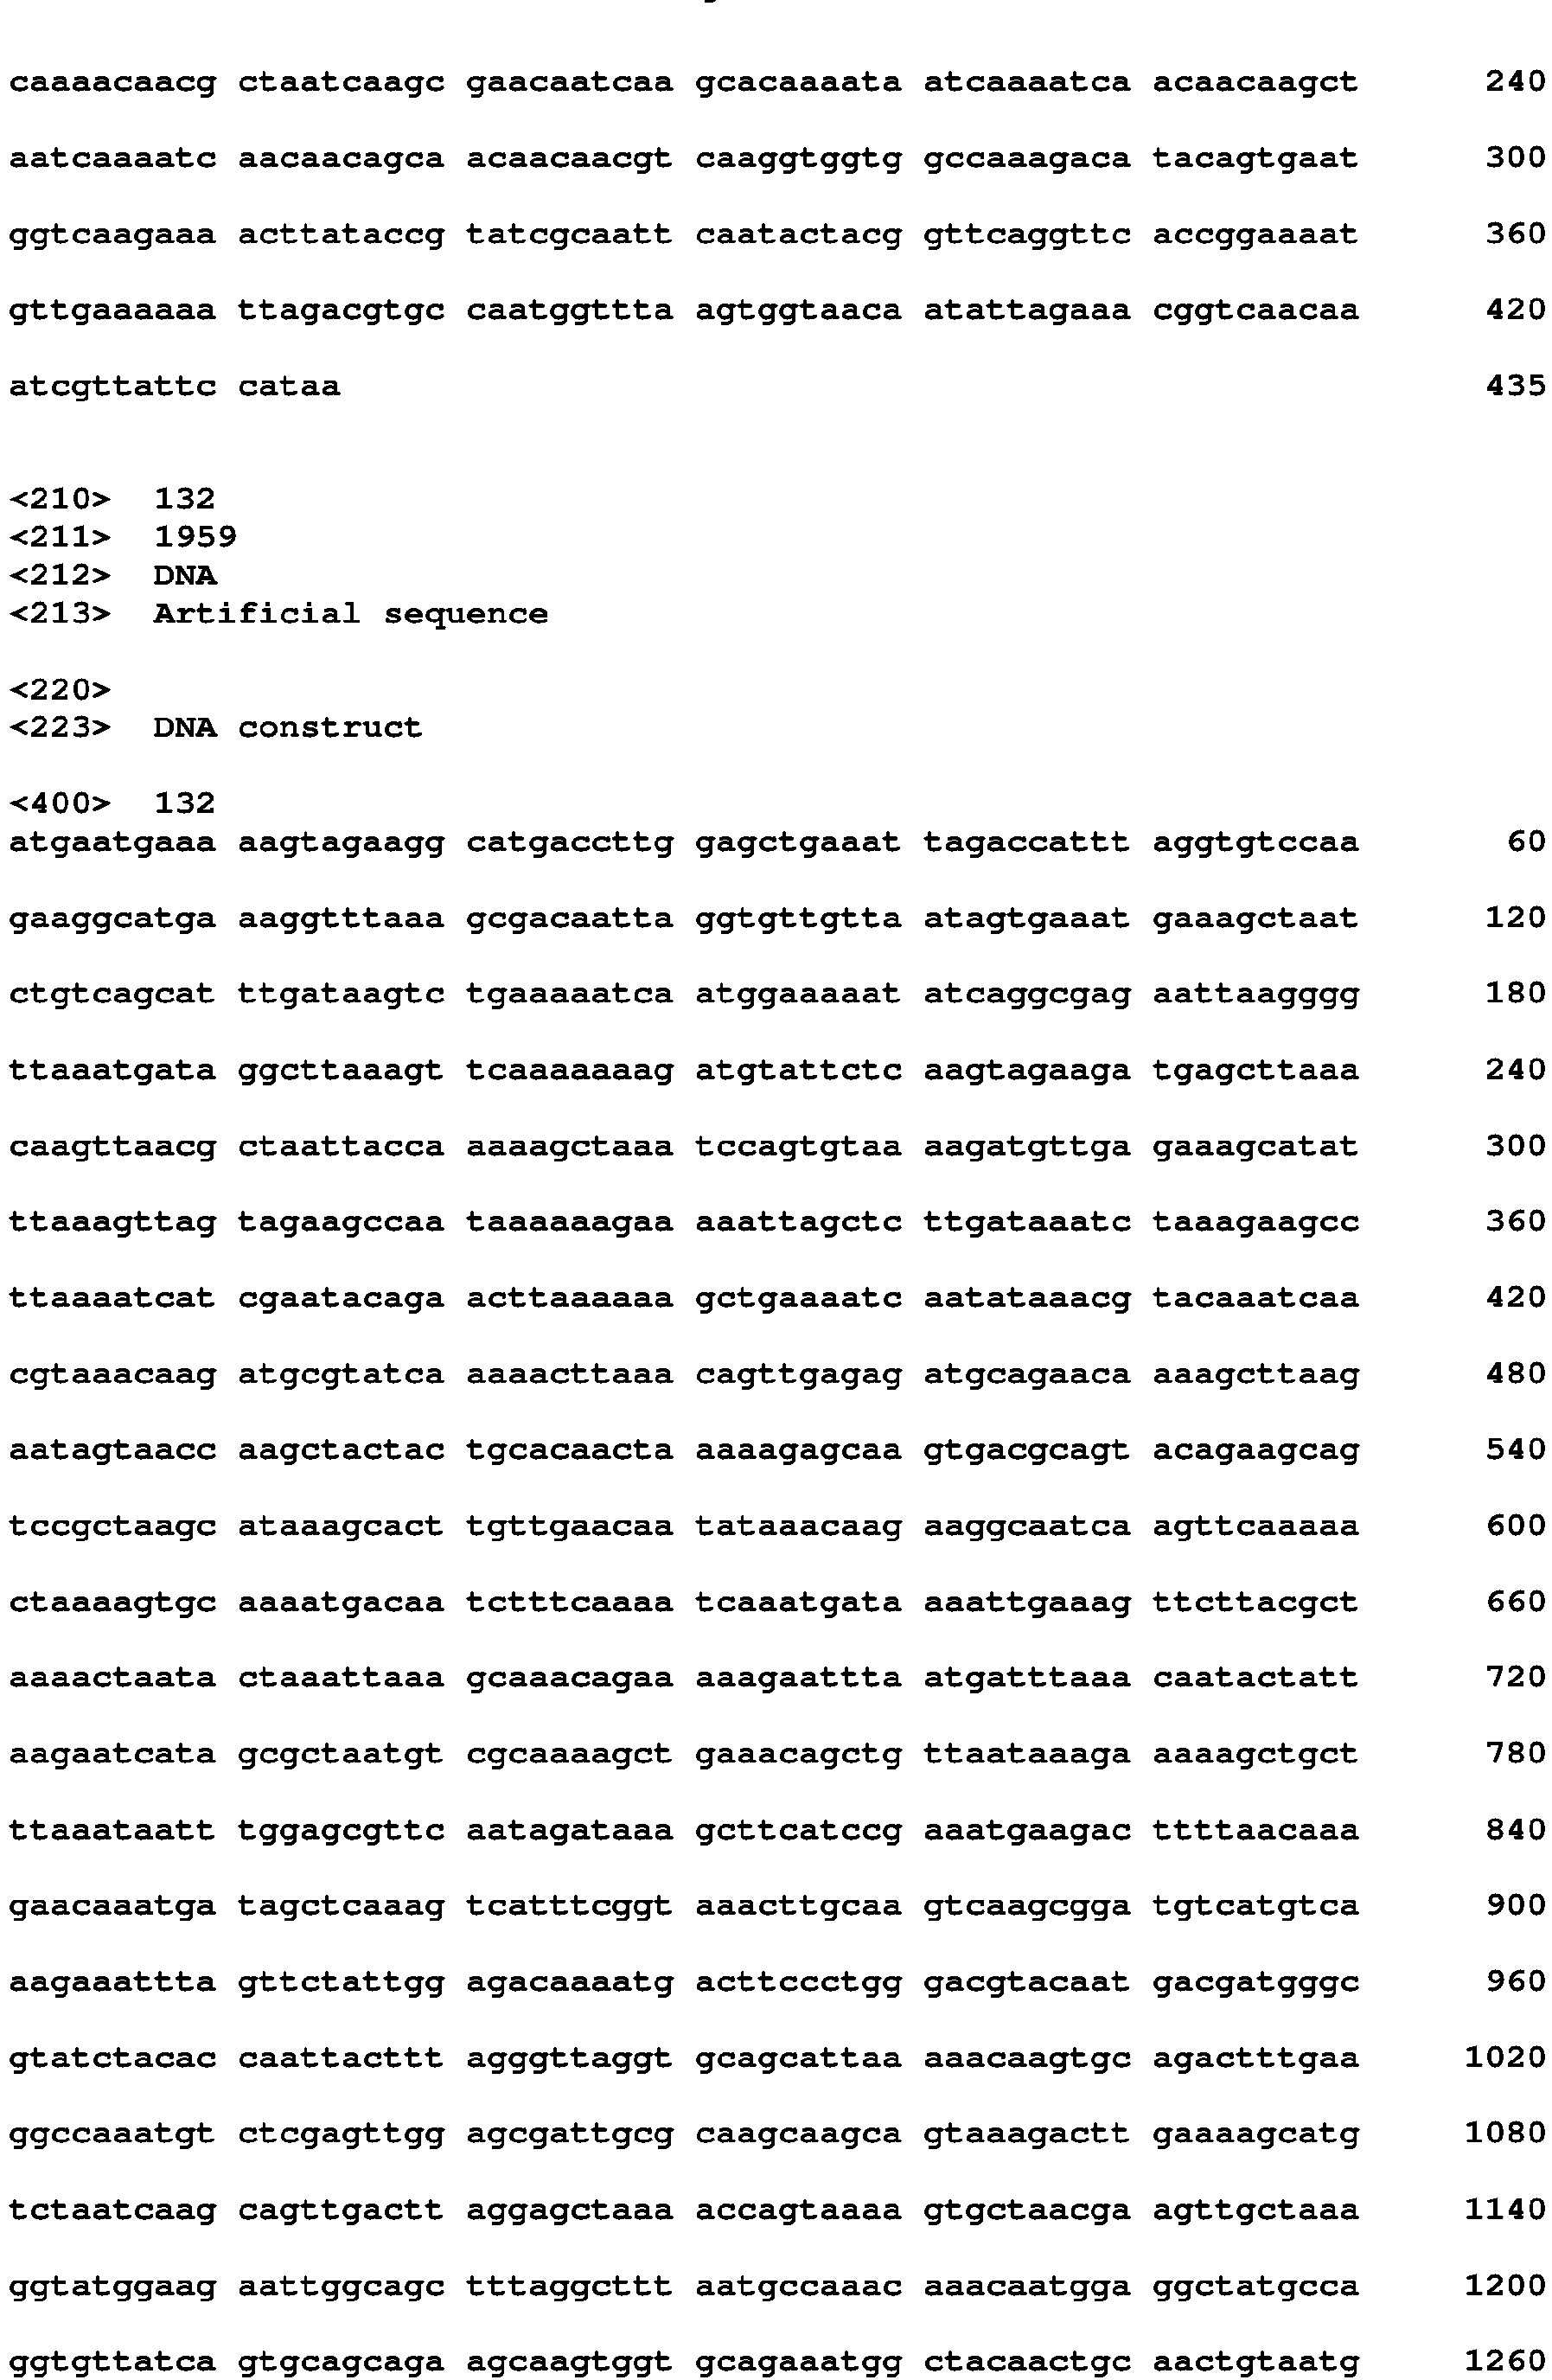 caaaacaacg ctaatcaagc gaacaatcaa gcacaaaata atcaaaatca acaacaagct 240
aatcaaaatc aacaacagca acaacaacgt caaggtggtg gccaaagaca tacagtgaat 300
ggtcaagaaa acttataccg tatcgcaatt caatactacg gttcaggttc accggaaaat 360
gttgaaaaaa ttagacgtgc caatggttta agtggtaaca atattagaaa cggtcaacaa 420
atcgttattc cataa 435
<210> 132
<211> 1959
<212> DNA
<213> Artificial sequence
<220>
<223> DNA construct
<400> 132
atgaatgaaa aagtagaagg catgaccttg gagctgaaat tagaccattt aggtgtccaa 60
gaaggcatga aaggtttaaa gcgacaatta ggtgttgtta atagtgaaat gaaagctaat 120
ctgtcagcat ttgataagtc tgaaaaatca atggaaaaat atcaggcgag aattaagggg 180
ttaaatgata ggcttaaagt tcaaaaaaag atgtattctc aagtagaaga tgagcttaaa 240
caagttaacg ctaattacca aaaagctaaa tccagtgtaa aagatgttga gaaagcatat 300
ttaaagttag tagaagccaa taaaaaagaa aaattagctc ttgataaatc taaagaagcc 360
ttaaaatcat cgaatacaga acttaaaaaa gctgaaaatc aatataaacg tacaaatcaa 420
cgtaaacaag atgcgtatca aaaacttaaa cagttgagag atgcagaaca aaagcttaag 480
aatagtaacc aagctactac tgcacaacta aaaagagcaa gtgacgcagt acagaagcag 540
tccgctaagc ataaagcact tgttgaacaa tataaacaag aaggcaatca agttcaaaaa 600
ctaaaagtgc aaaatgacaa tctttcaaaa tcaaatgata aaattgaaag ttcttacgct 660
aaaactaata ctaaattaaa gcaaacagaa aaagaattta atgatttaaa caatactatt 720
aagaatcata gcgctaatgt cgcaaaagct gaaacagctg ttaataaaga aaaagctgct 780
ttaaataatt tggagcgttc aatagataaa gcttcatccg aaatgaagac ttttaacaaa 840
gaacaaatga tagctcaaag tcatttcggt aaacttgcaa gtcaagcgga tgtcatgtca 900
aagaaattta gttctattgg agacaaaatg acttccctgg gacgtacaat gacgatgggc 960
gtatctacac caattacttt agggttaggt gcagcattaa aaacaagtgc agactttgaa 1020
ggccaaatgt ctcgagttgg agcgattgcg caagcaagca gtaaagactt gaaaagcatg 1080
tctaatcaag cagttgactt aggagctaaa accagtaaaa gtgctaacga agttgctaaa 1140
ggtatggaag aattggcagc tttaggcttt aatgccaaac aaacaatgga ggctatgcca 1200
ggtgttatca gtgcagcaga agcaagtggt gcagaaatgg ctacaactgc aactgtaatg 1260